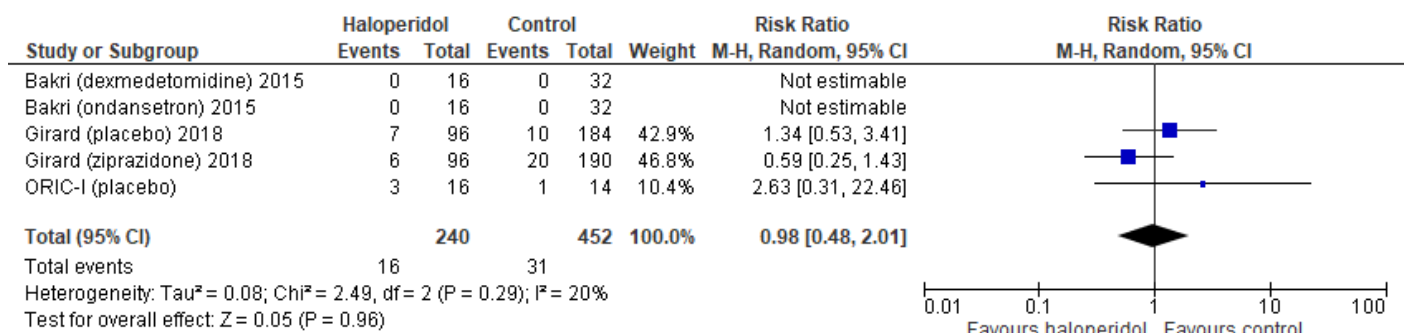 Haloperidol Control Risk Ratio Risk Ratio
Study or Subgroup Events Total Events Total Weight M-H, Random, 95% CI M-H, Random, 95% CI
Bakri (dexmedetomidine) 2015 0 16 0 32 Not estimable
Bakri (ondansetron) 2015 0 16 0 32 Not estimable
Girard (placebo) 2018 7 96 10 184 42.9% 1.34 [0.53, 3.41]
Girard (ziprazidone) 2018 6 96 20 190 46.8% 0.59 [0.25, 1.43]
ORIC-I (placebo) 3 16 1 14 10.4% 2.63 [0.31, 22.46]
Total (95% CI) 240 452 100.0% 0.98 [0.48, 2.01]
Total events 16 31
Heterogeneity: Tau² = 0.08; Chi² = 2.49, df = 2 (P = 0.29); I² = 20%
Test for overall effect: Z = 0.05 (P = 0.96)
0.01 0.1 1 10 100
Favours haloperidol Favours control